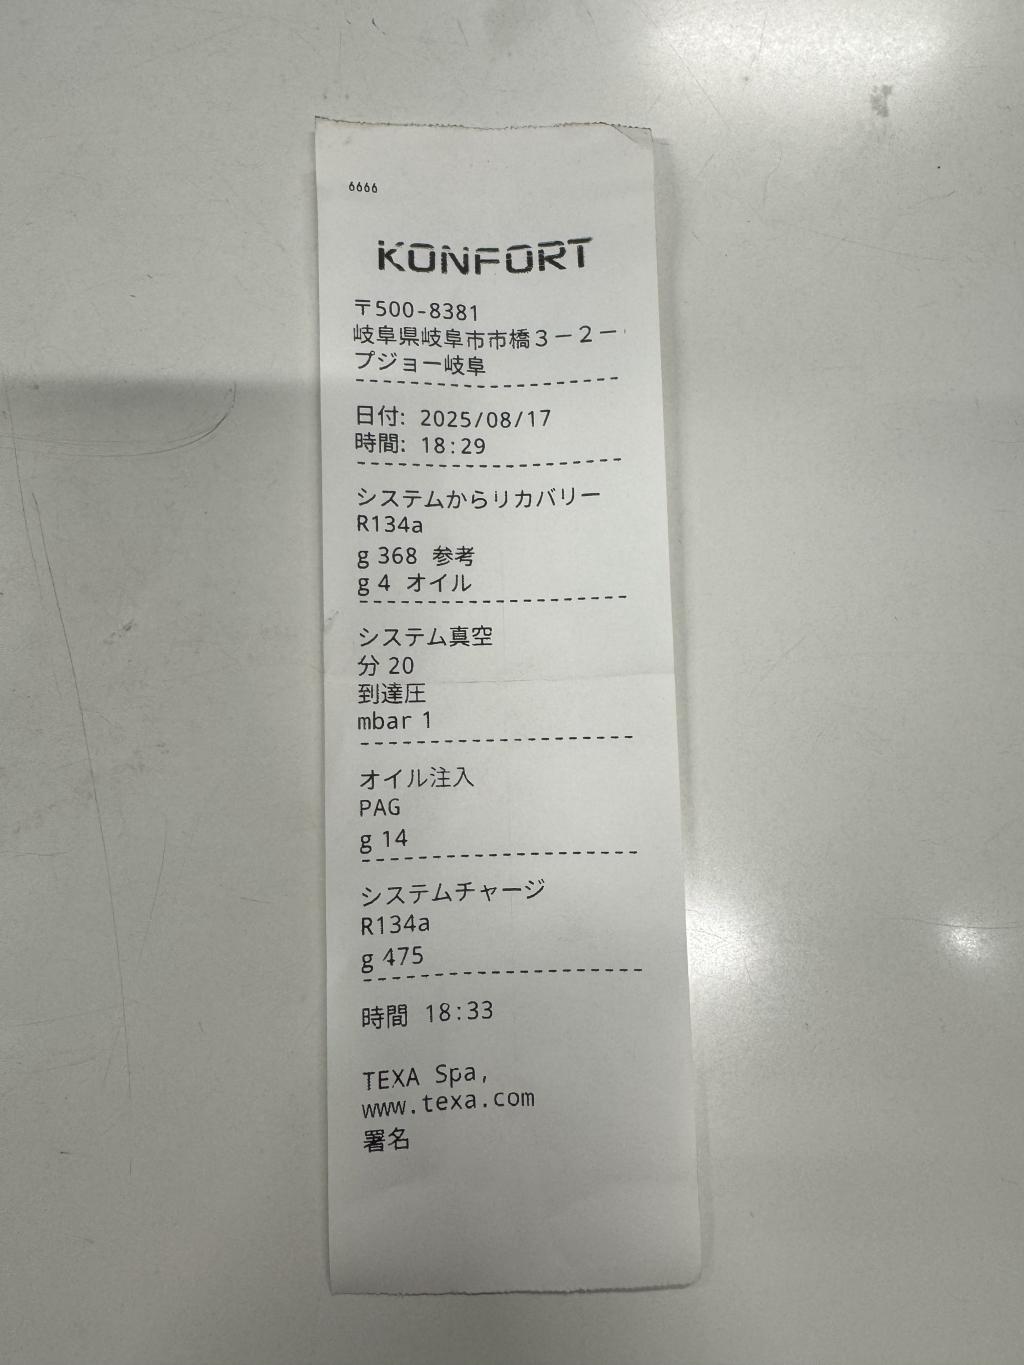 6666
KONFORT
〒500-8381
岐阜県岐阜市市橋３－２－
プジョー岐阜
--------------------
日付: 2025/08/17
時間: 18:29
--------------------
システムからリカバリー
R134a
g 368 参考
g 4 オイル
--------------------
システム真空
分 20
到達圧
mbar 1
--------------------
オイル注入
PAG
g 14
--------------------
システムチャージ
R134a
g 475
--------------------
時間 18:33
TEXA Spa,
www.texa.com
署名